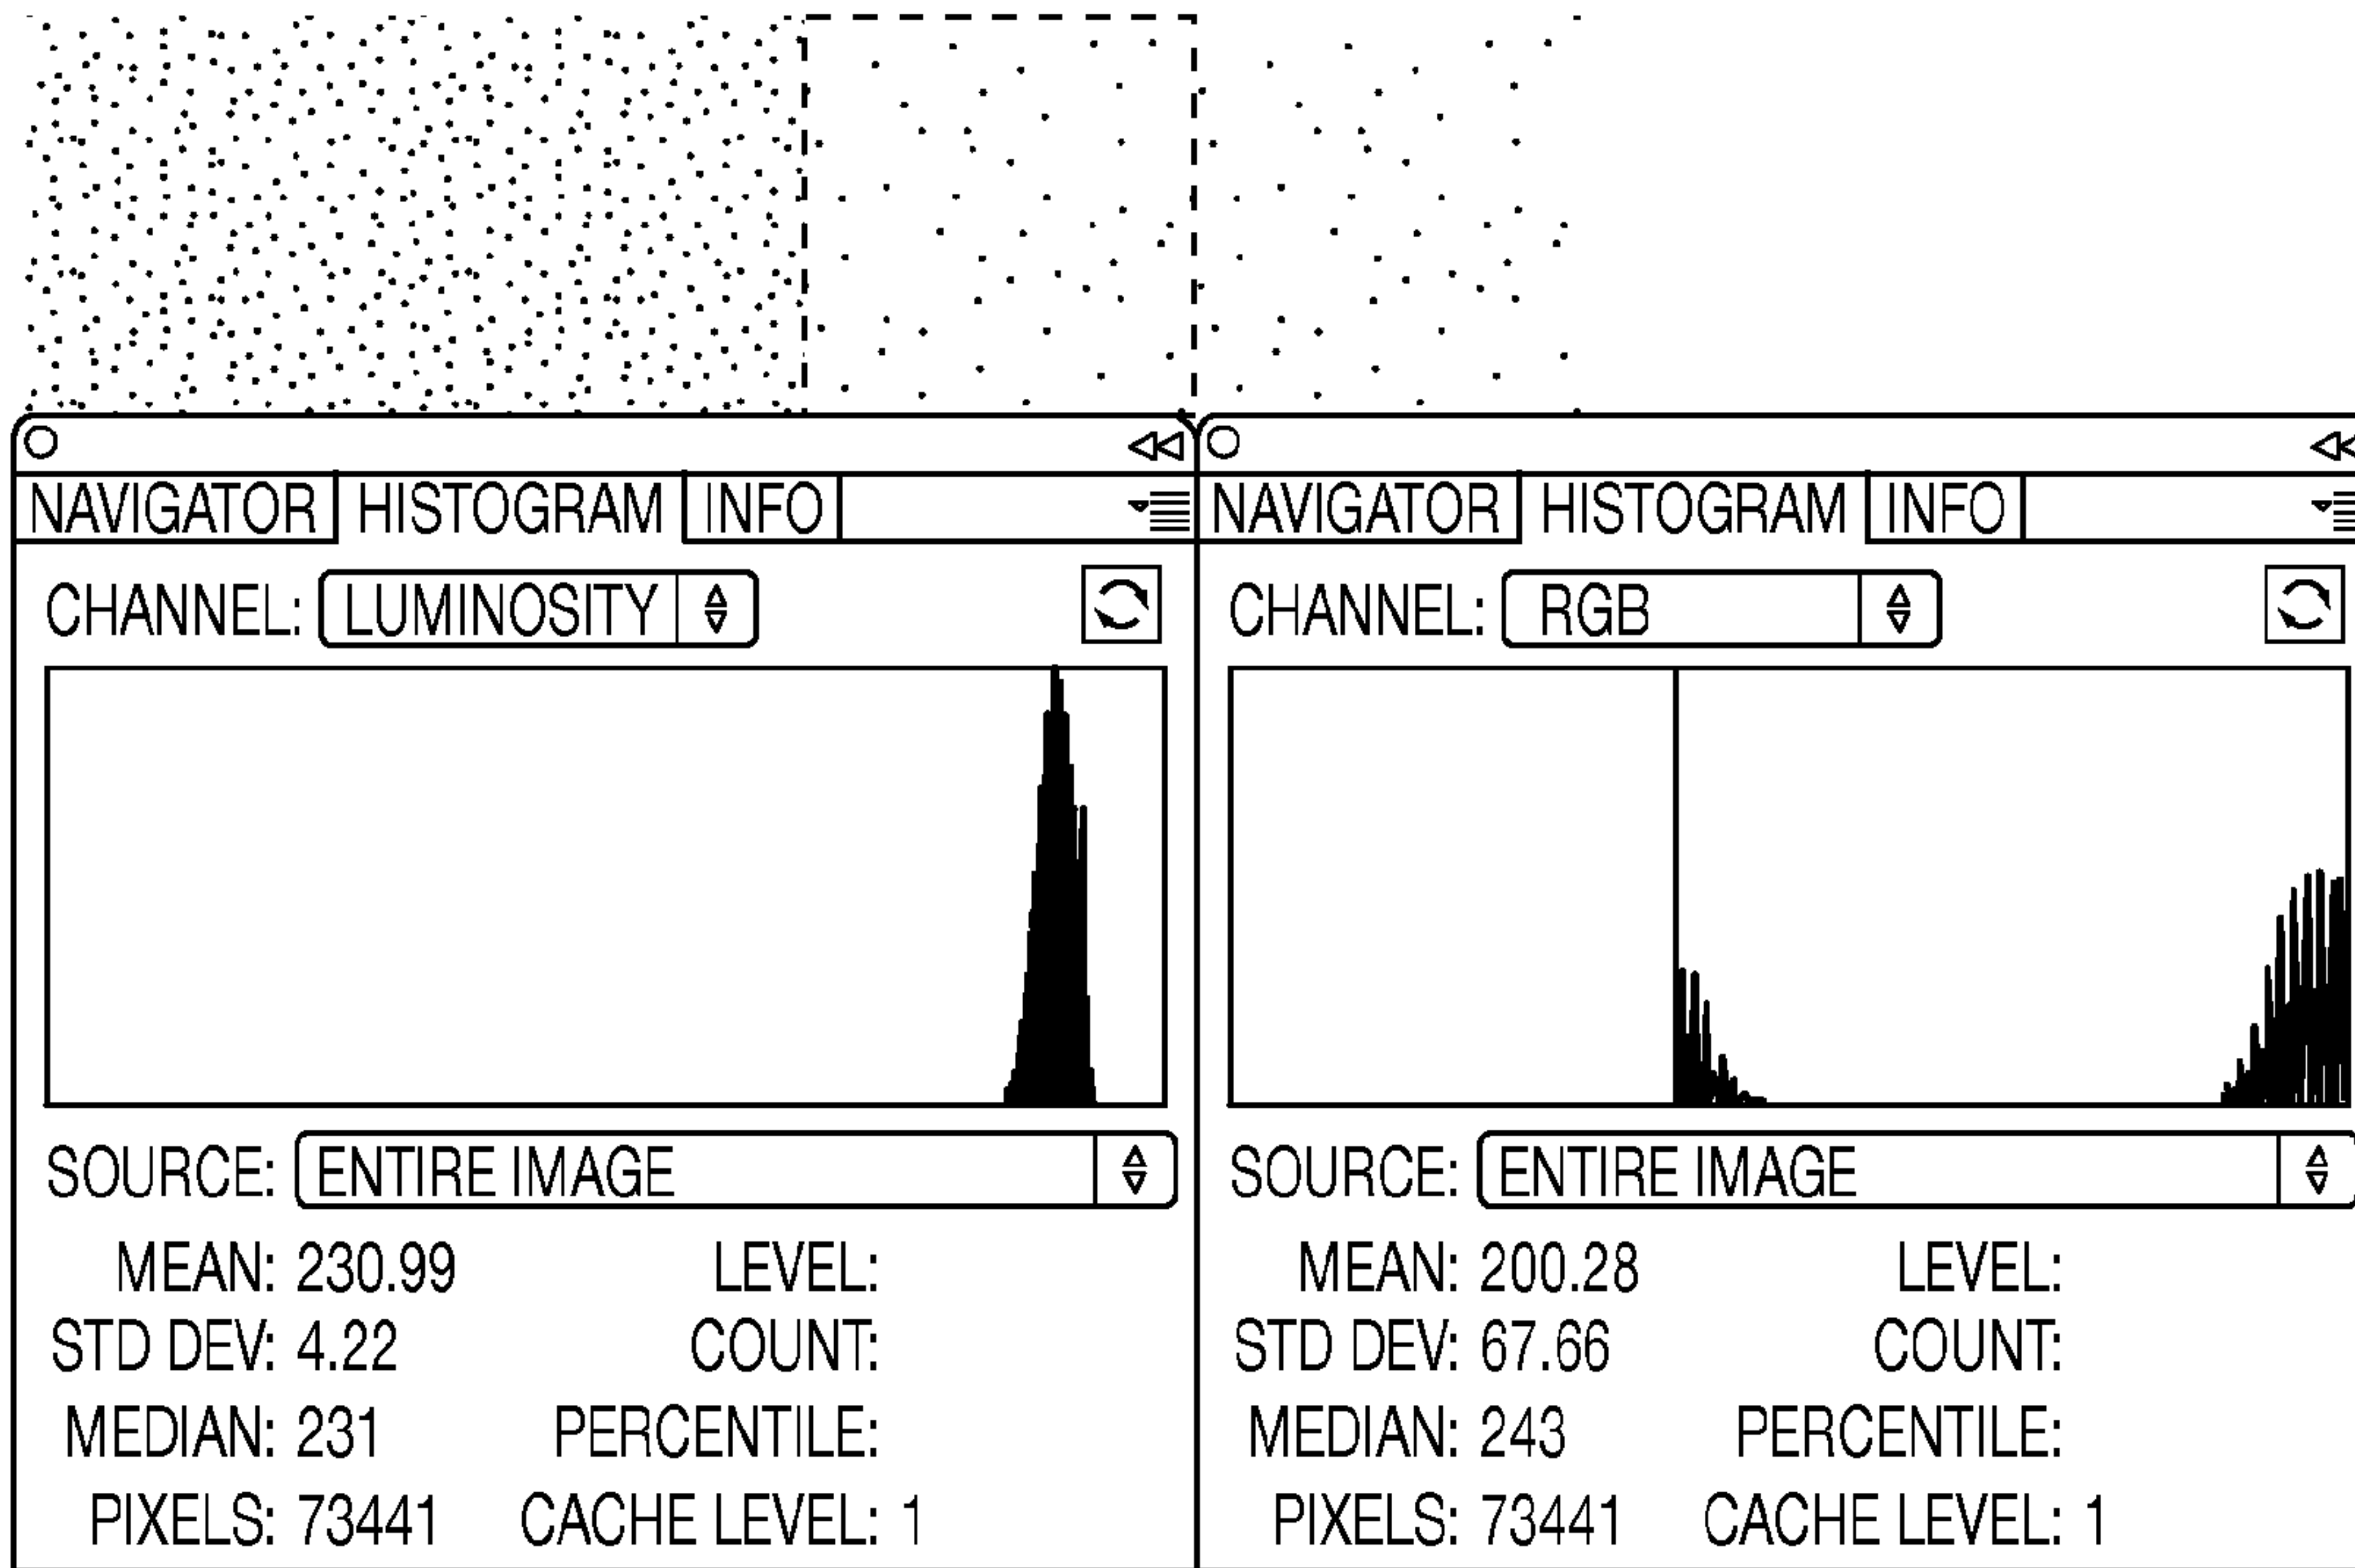 NAVIGATOR HISTOGRAM INFO
CHANNEL: LUMINOSITY
SOURCE: ENTIRE IMAGE
MEAN: 230.99 LEVEL:
STD DEV: 4.22 COUNT:
MEDIAN: 231 PERCENTILE:
PIXELS: 73441 CACHE LEVEL: 1
NAVIGATOR HISTOGRAM INFO
CHANNEL: RGB
SOURCE: ENTIRE IMAGE
MEAN: 200.28 LEVEL:
STD DEV: 67.66 COUNT:
MEDIAN: 243 PERCENTILE:
PIXELS: 73441 CACHE LEVEL: 1